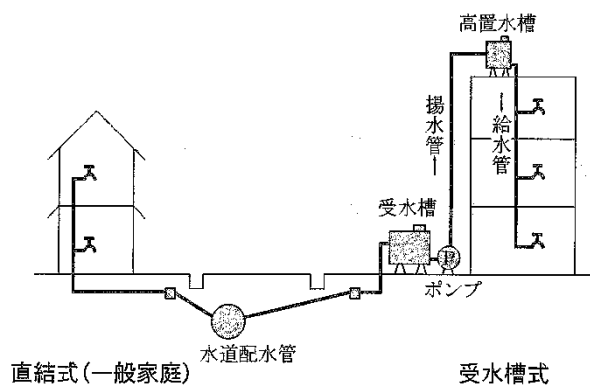 高置水槽
揚水管→
←給水管
受水槽
P
ポンプ
水道配水管
直結式(一般家庭)
受水槽式